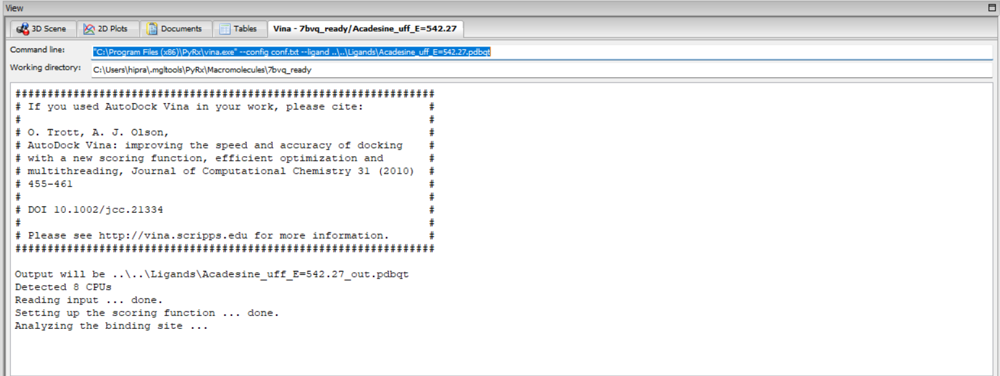 View
3D Scene 2D Plots Documents Tables Vina - 7bvq_ready/Acadesine_uff_E=542.27
Command line: "C:\Program Files (x86)\PyRx\vina.exe" --config conf.txt --ligand ..\..\Ligands\Acadesine_uff_E=542.27.pdbqt
Working directory: C:\Users\hipra\.mgltools\PyRx\Macromolecules\7bvq_ready
#################################################################
# If you used AutoDock Vina in your work, please cite:          #
#                                                               #
# O. Trott, A. J. Olson,                                        #
# AutoDock Vina: improving the speed and accuracy of docking    #
# with a new scoring function, efficient optimization and       #
# multithreading, Journal of Computational Chemistry 31 (2010)  #
# 455-461                                                       #
#                                                               #
# DOI 10.1002/jcc.21334                                         #
#                                                               #
# Please see http://vina.scripps.edu for more information.      #
#################################################################
Output will be ..\..\Ligands\Acadesine_uff_E=542.27_out.pdbqt
Detected 8 CPUs
Reading input ... done.
Setting up the scoring function ... done.
Analyzing the binding site ...